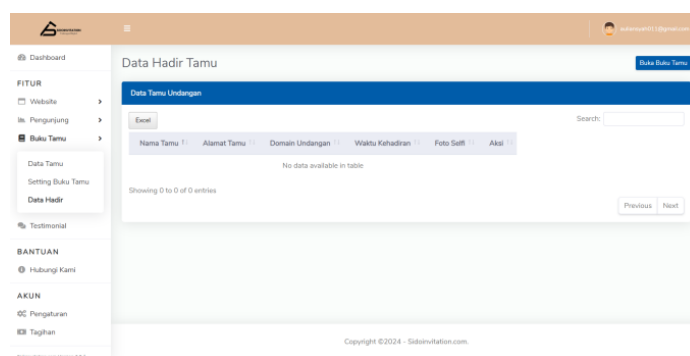 Dashboard
FITUR
Website
Pengunjung
Buku Tamu
Data Tamu
Setting Buku Tamu
Data Hadir
Testimonial
BANTUAN
Hubungi Kami
AKUN
Pengaturan
Tagihan
Data Hadir Tamu
Buka Buku Tamu
Data Tamu Undangan
Excel
Search:
Nama Tamu Alamat Tamu Domain Undangan Waktu Kehadiran Foto Selfi Aksi
No data available in table
Showing 0 to 0 of 0 entries
Previous Next
Copyright ©2024 - Sidoinvitation.com.